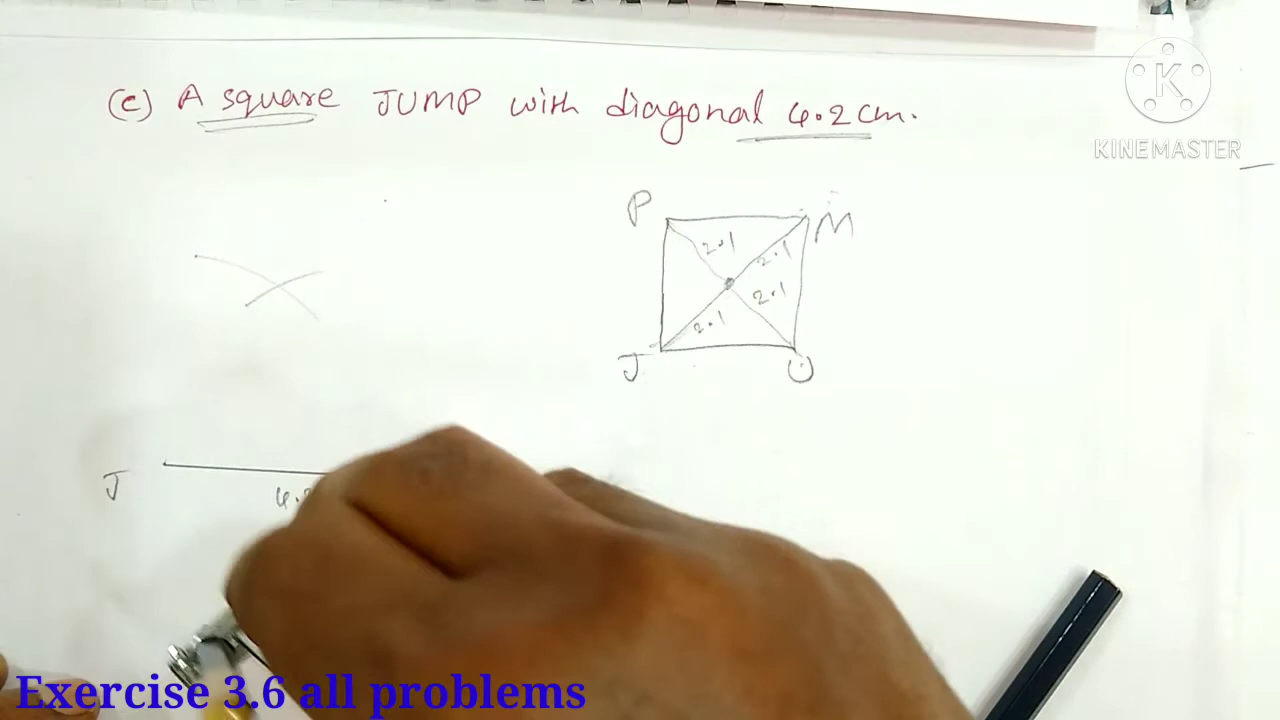 (c) A square JUMP with diagonal 4.2 cm.
K
KINEMASTER
P
M
2.1
2.1
2.1
2.1
J
U
J
Exercise 3.6 all problems